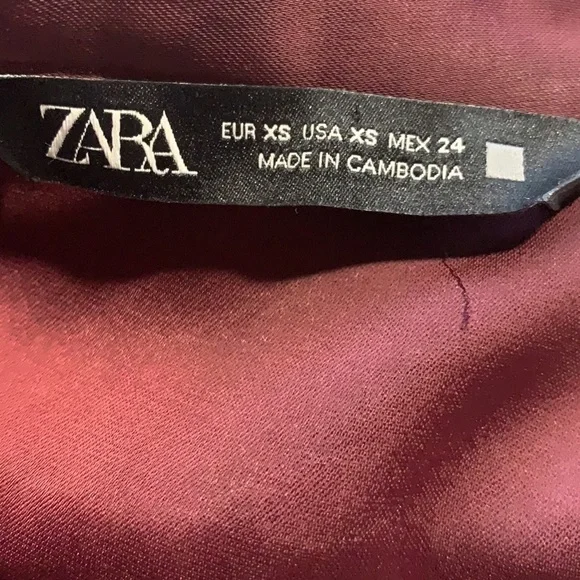 ZARA
EUR XS USA XS MEX 24
MADE IN CAMBODIA